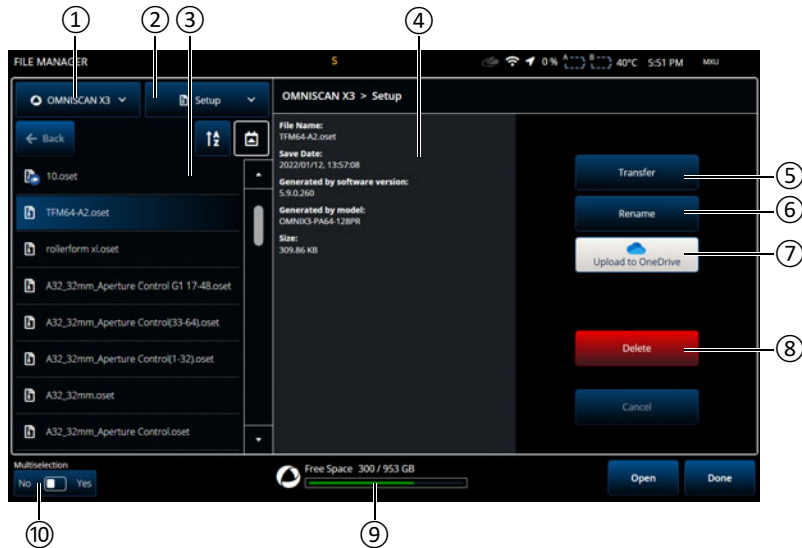 ① ② ③ ④
FILE MANAGER S 0 % A B 40°C 5:51 PM MXU
OMNISCAN X3 Setup
OMNISCAN X3 > Setup
← Back
10.oset
TFM64-A2.oset
rollerform xl.oset
A32_32mm_Aperture Control G1 17-48.oset
A32_32mm_Aperture Control(33-64).oset
A32_32mm_Aperture Control(1-32).oset
A32_32mm.oset
A32_32mm_Aperture Control.oset
File Name:
TFM64-A2.oset
Save Date:
2022/01/12, 13:57:08
Generated by software version:
5.9.0.260
Generated by model:
OMNIX3-PA64-128PR
Size:
309.86 KB
Transfer ⑤
Rename ⑥
Upload to OneDrive ⑦
Delete ⑧
Cancel
Multiselection
No Yes
Free Space 300 / 953 GB
Open Done
⑩ ⑨